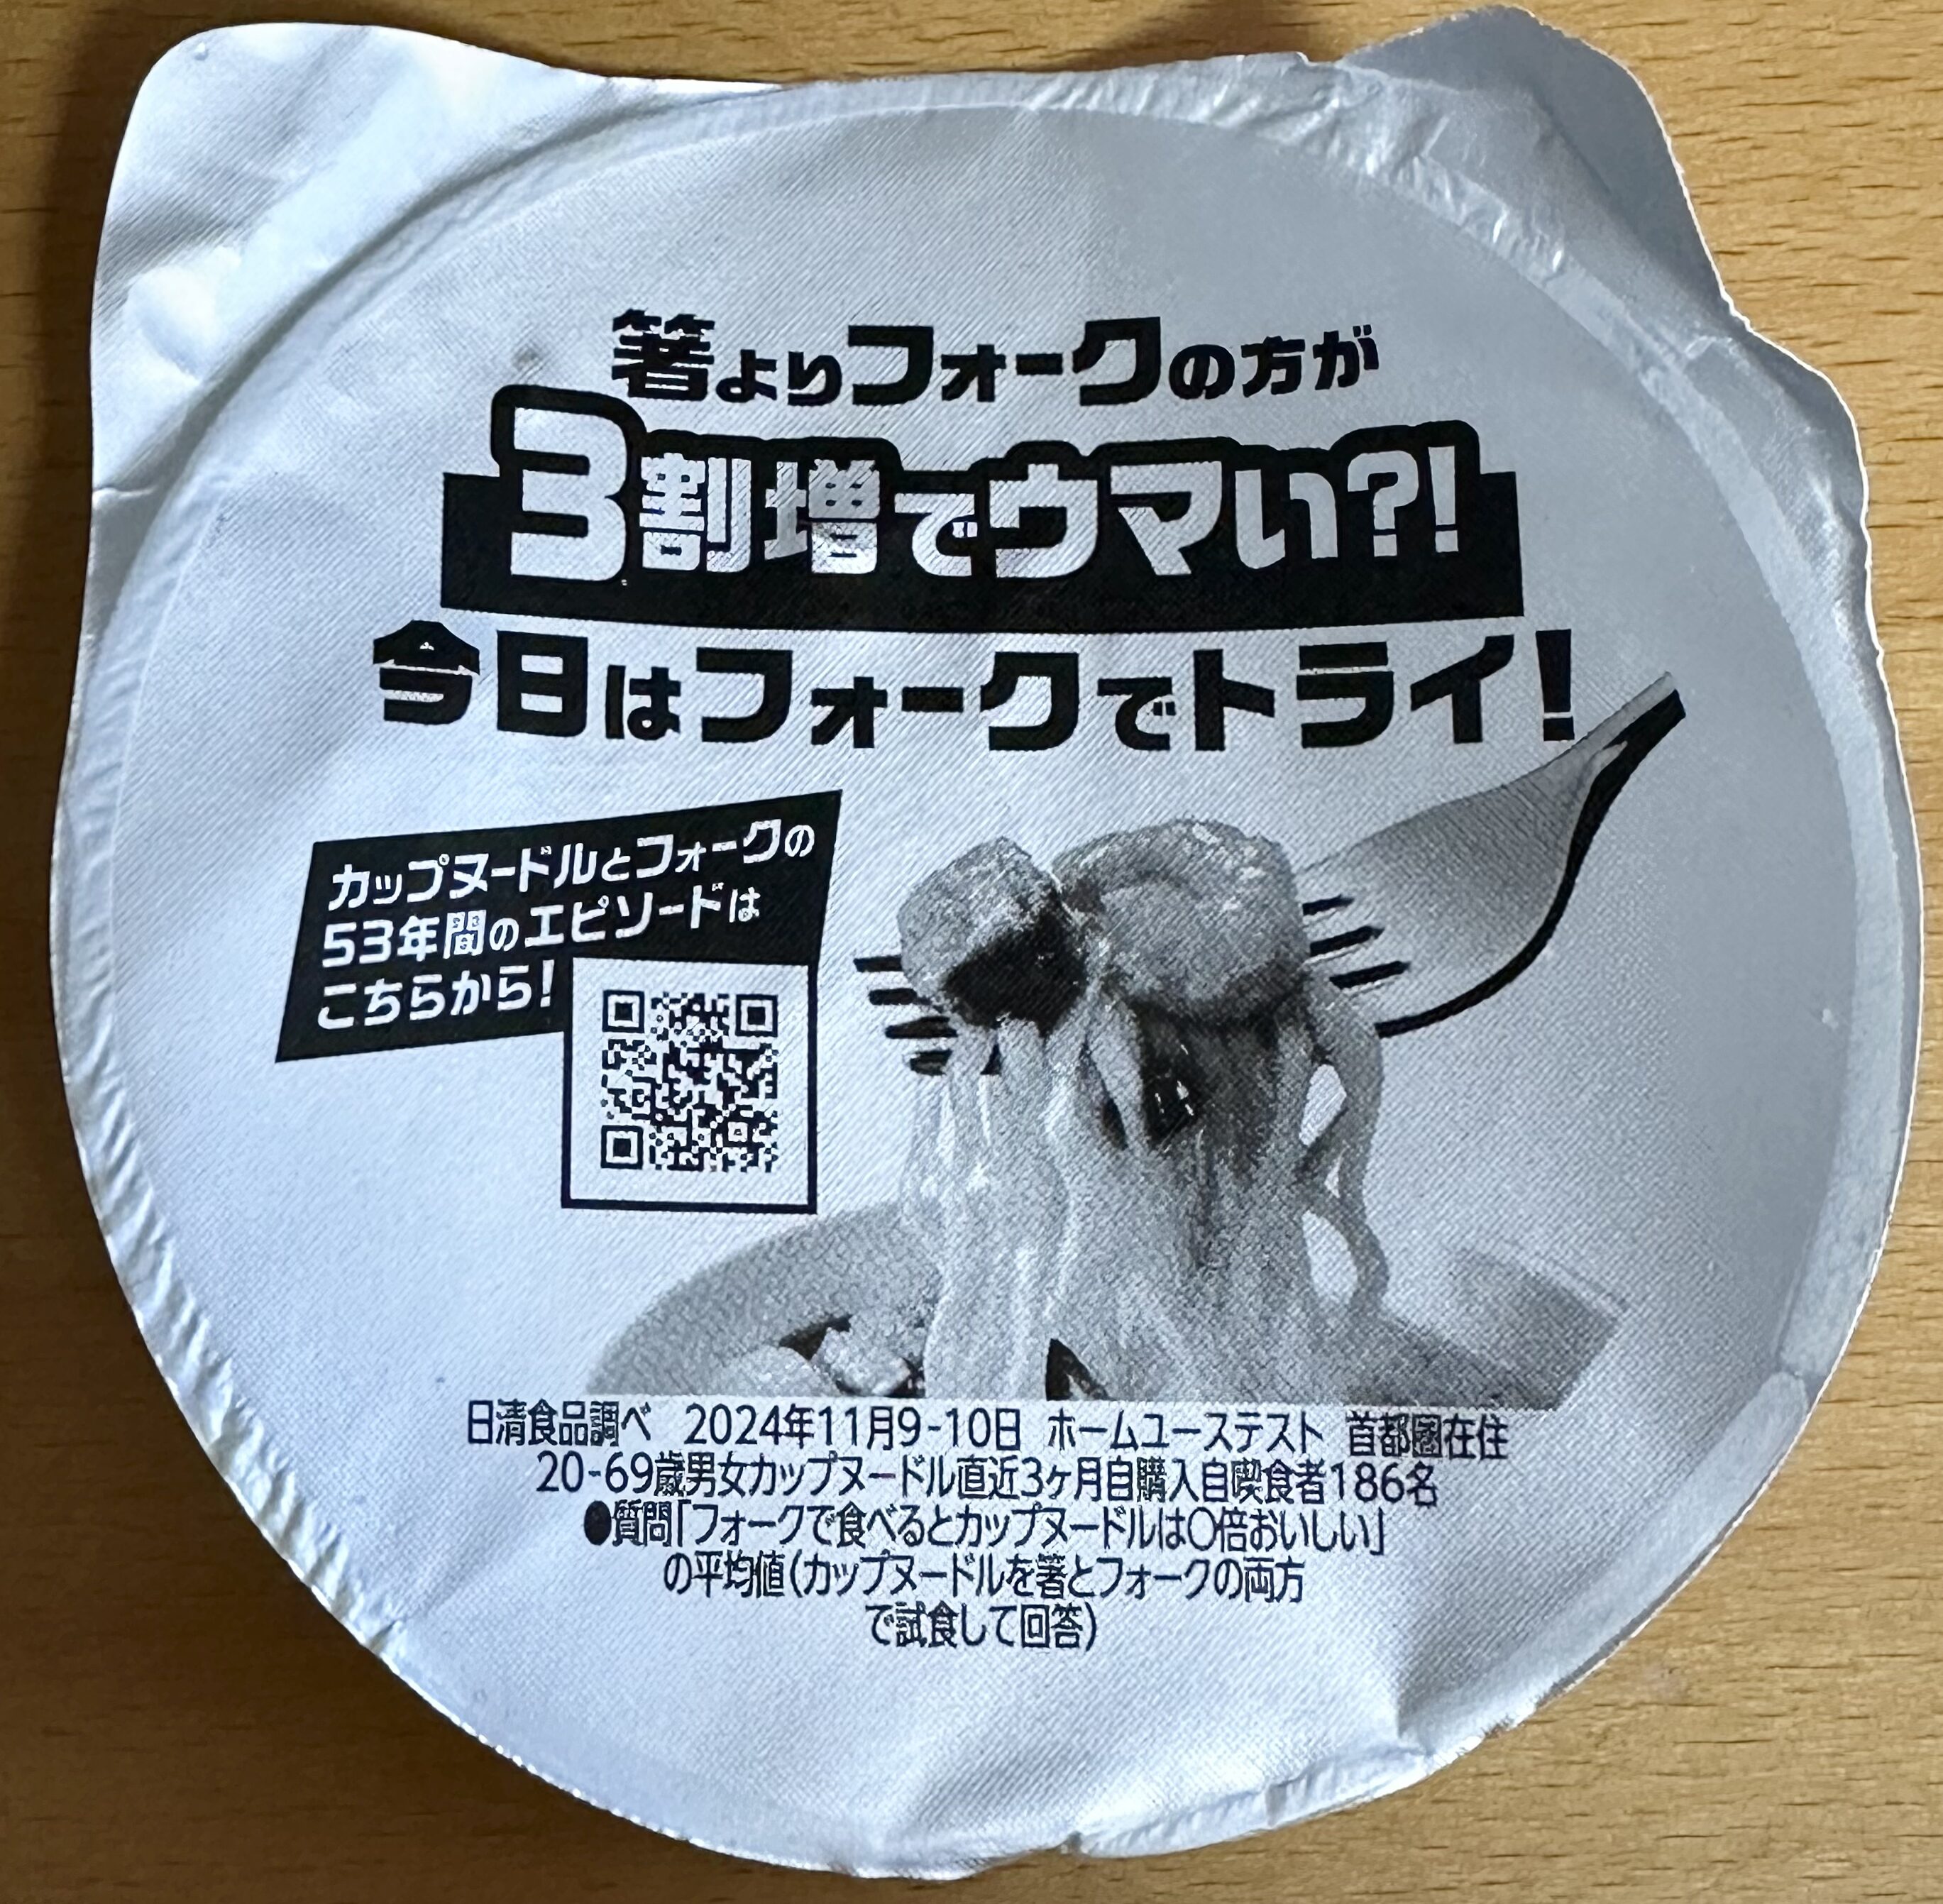 箸よりフォークの方が
3割増でウマい?!
今日はフォークでトライ!
カップヌードルとフォークの
53年間のエピソードは
こちらから!
日清食品調べ 2024年11月9-10日 ホームユーステスト 首都圏在住
20-69歳男女カップヌードル直近3ヶ月自購入自喫食者186名
●質問「フォークで食べるとカップヌードルは〇倍おいしい」
の平均値(カップヌードルを箸とフォークの両方
で試食して回答)